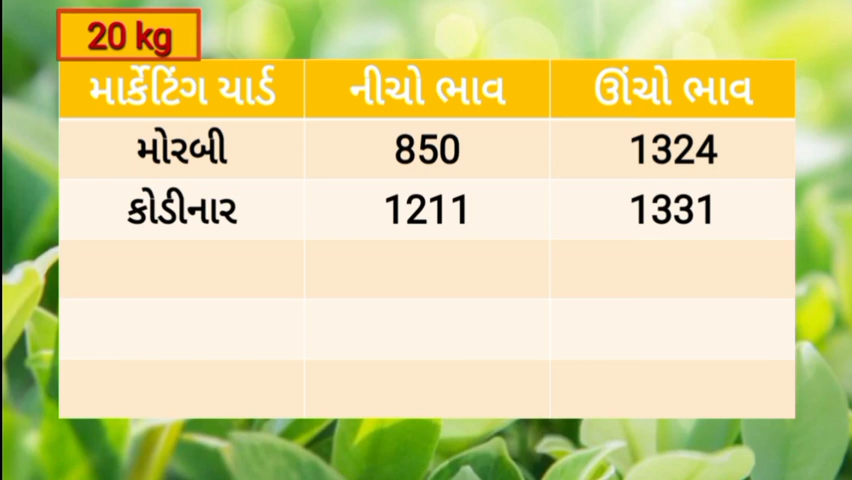 20 kg
માર્કેટિંગ યાર્ડ નીચો ભાવ ઊંચો ભાવ
મોરબી 850 1324
કોડીનાર 1211 1331